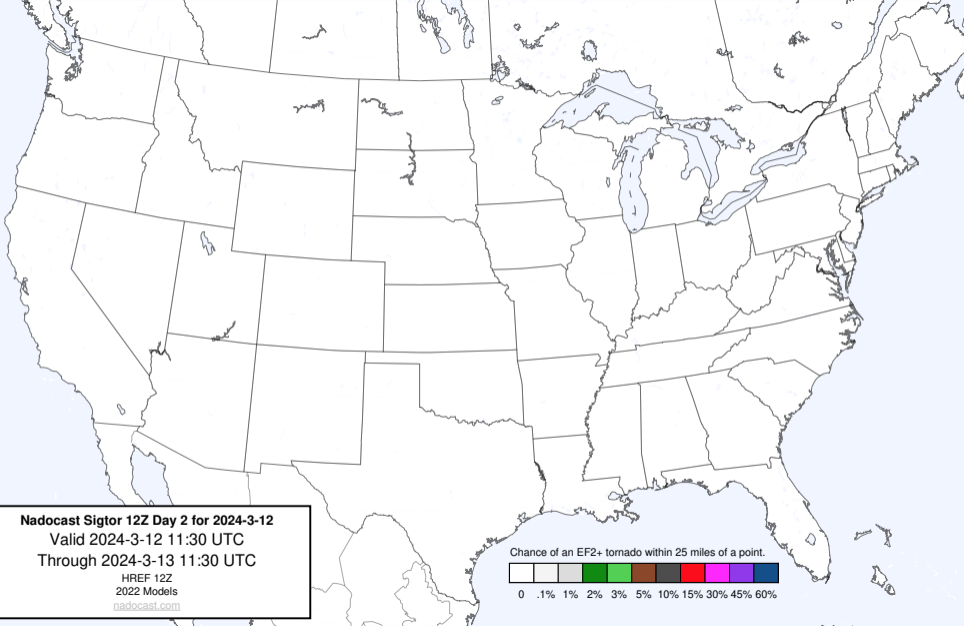 Nadocast Sigtor 12Z Day 2 for 2024-3-12
Valid 2024-3-12 11:30 UTC
Through 2024-3-13 11:30 UTC
HREF 12Z
2022 Models
nadocast.com
Chance of an EF2+ tornado within 25 miles of a point.
0 .1% 1% 2% 3% 5% 10% 15% 30% 45% 60%